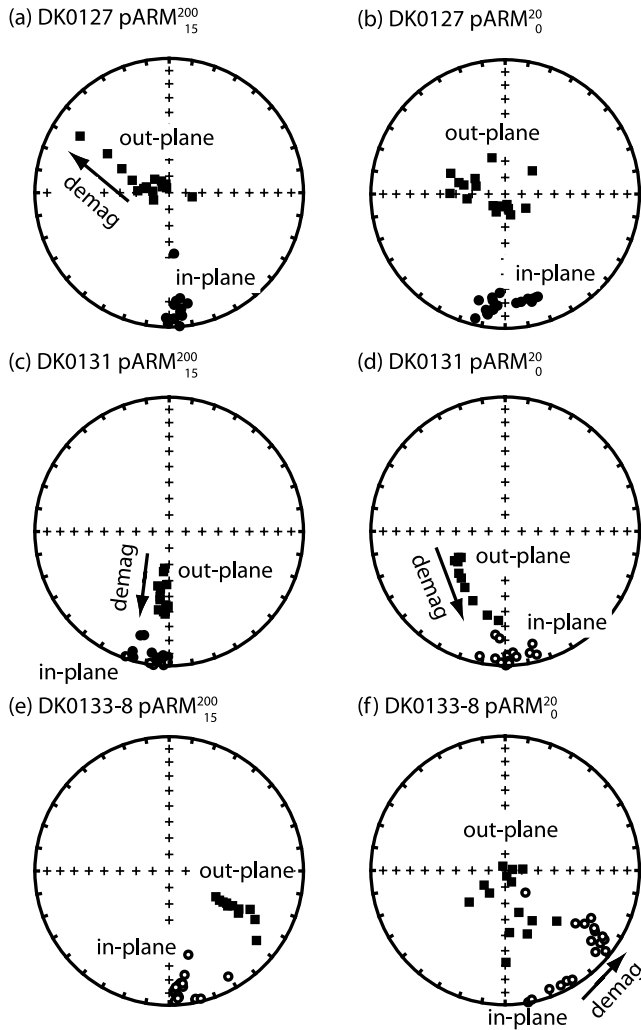 (a) DK0127 pARM²⁰⁰₁₅
out-plane
demag
in-plane
(b) DK0127 pARM²⁰₀
out-plane
in-plane
(c) DK0131 pARM²⁰⁰₁₅
demag
out-plane
in-plane
(d) DK0131 pARM²⁰₀
out-plane
demag
in-plane
(e) DK0133-8 pARM²⁰⁰₁₅
out-plane
in-plane
(f) DK0133-8 pARM²⁰₀
out-plane
in-plane
demag